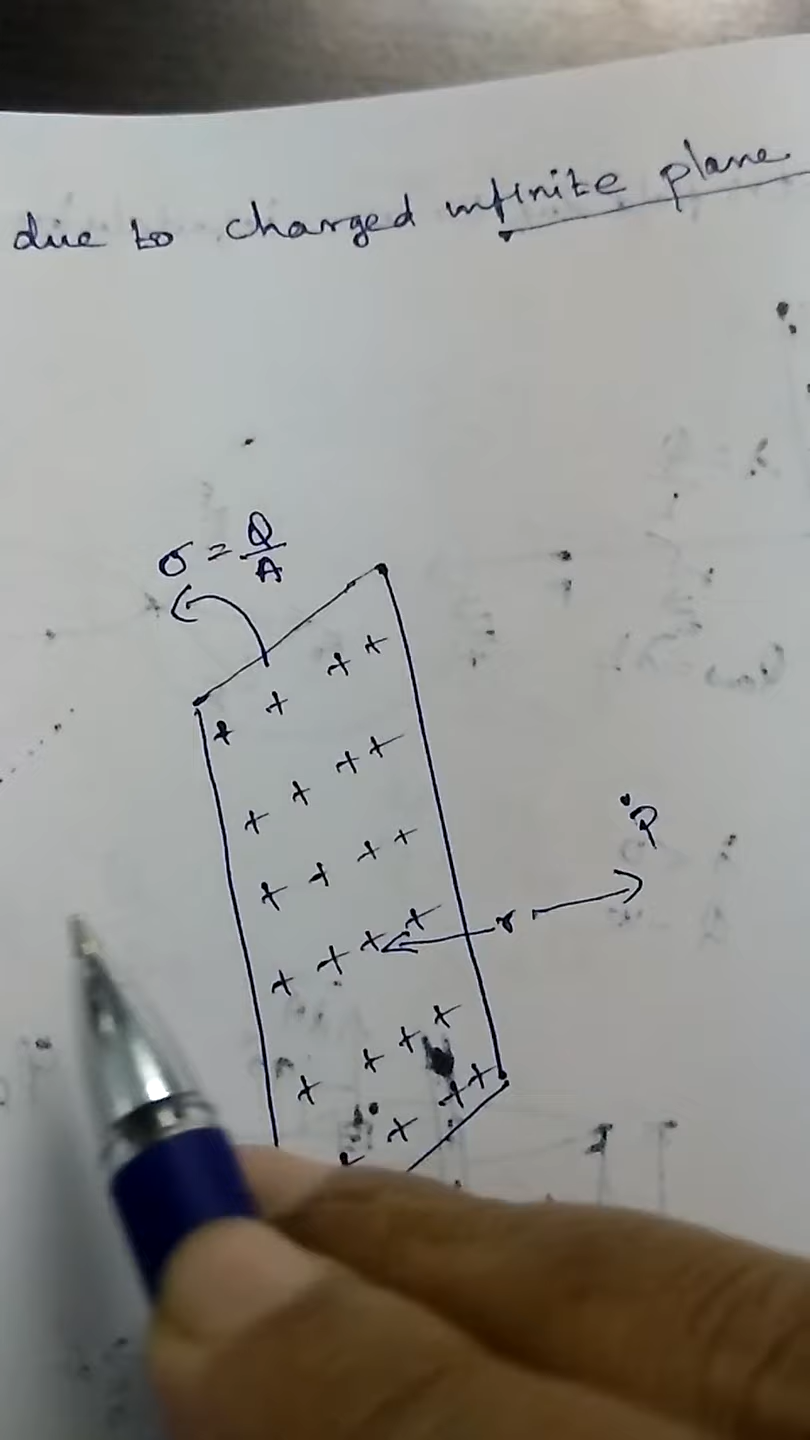 due to charged infinite plane
σ = Q/A
+ + + +
+ + + +
+ + + +
+ + + +
+ + + +
+ + +
P
r